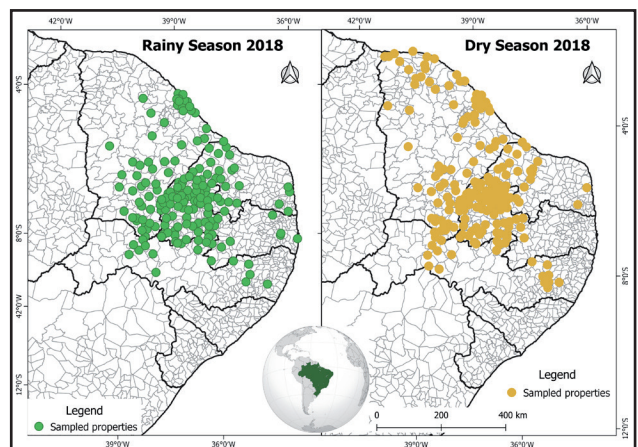 42°0'W 39°0'W 36°0'W 42°0'W 39°0'W 36°0'W
Rainy Season 2018 Dry Season 2018
4°0'S
4°0'S
8°0'S
8°0'S
42°0'W
12°0'S
12°0'S
Legend
Sampled properties
Legend
Sampled properties
0 200 400 km
39°0'W 36°0'W 39°0'W 36°0'W